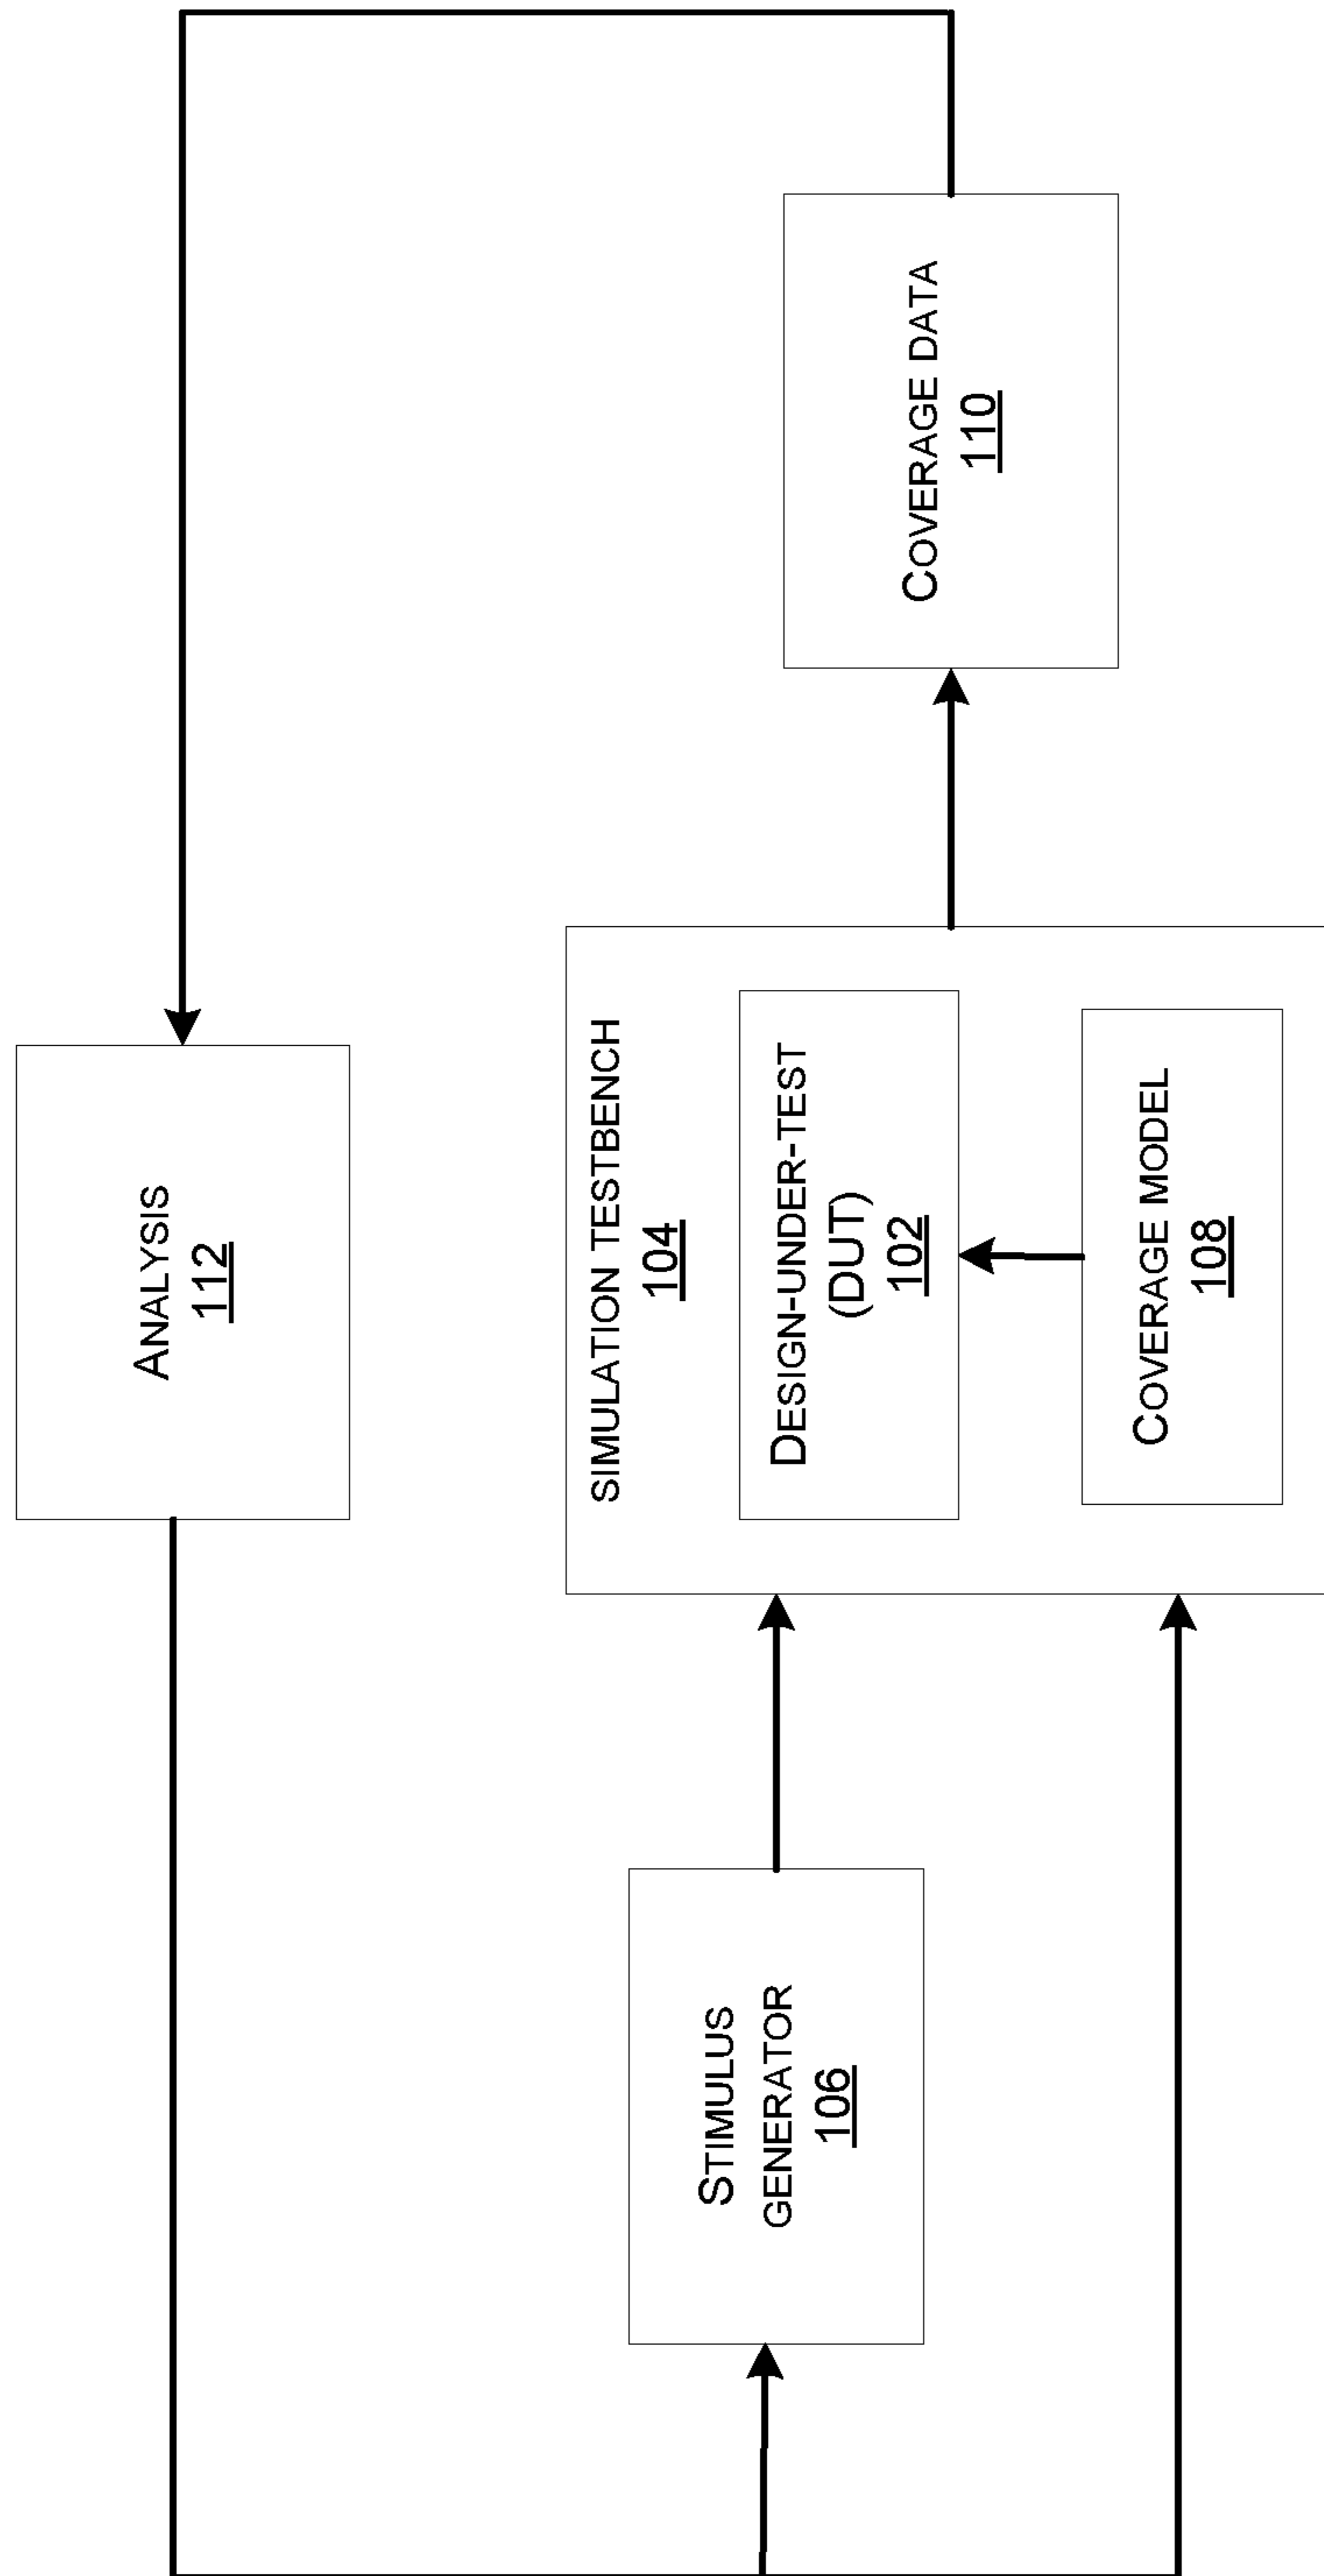 ANALYSIS
112
SIMULATION TESTBENCH
104
DESIGN-UNDER-TEST
(DUT)
102
COVERAGE MODEL
108
STIMULUS
GENERATOR
106
COVERAGE DATA
110